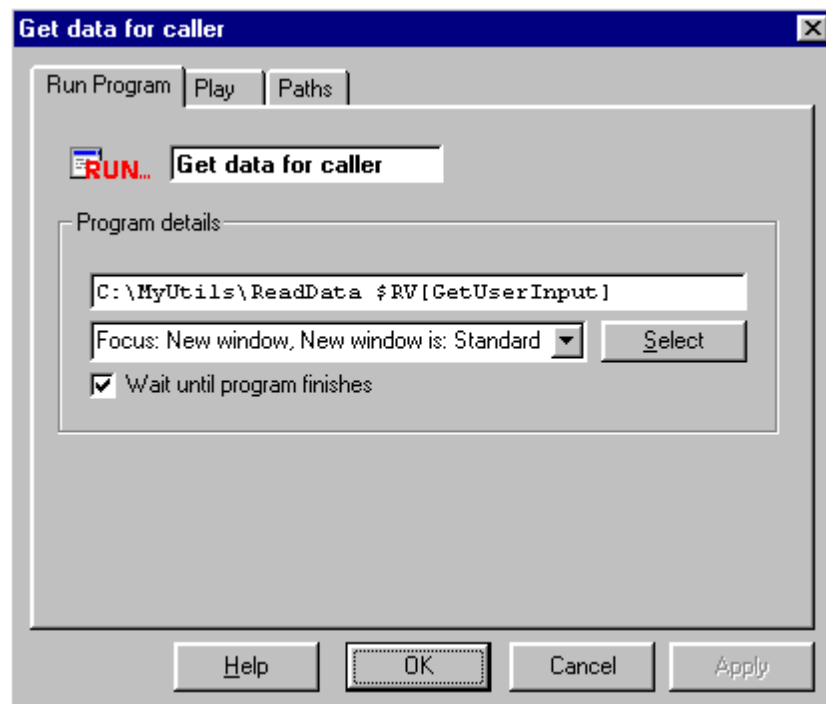 Get data for caller
Run Program Play Paths
RUN... Get data for caller
Program details
C:\MyUtils\ReadData $RV[GetUserInput]
Focus: New window, New window is: Standard Select
Wait until program finishes
Help OK Cancel Apply